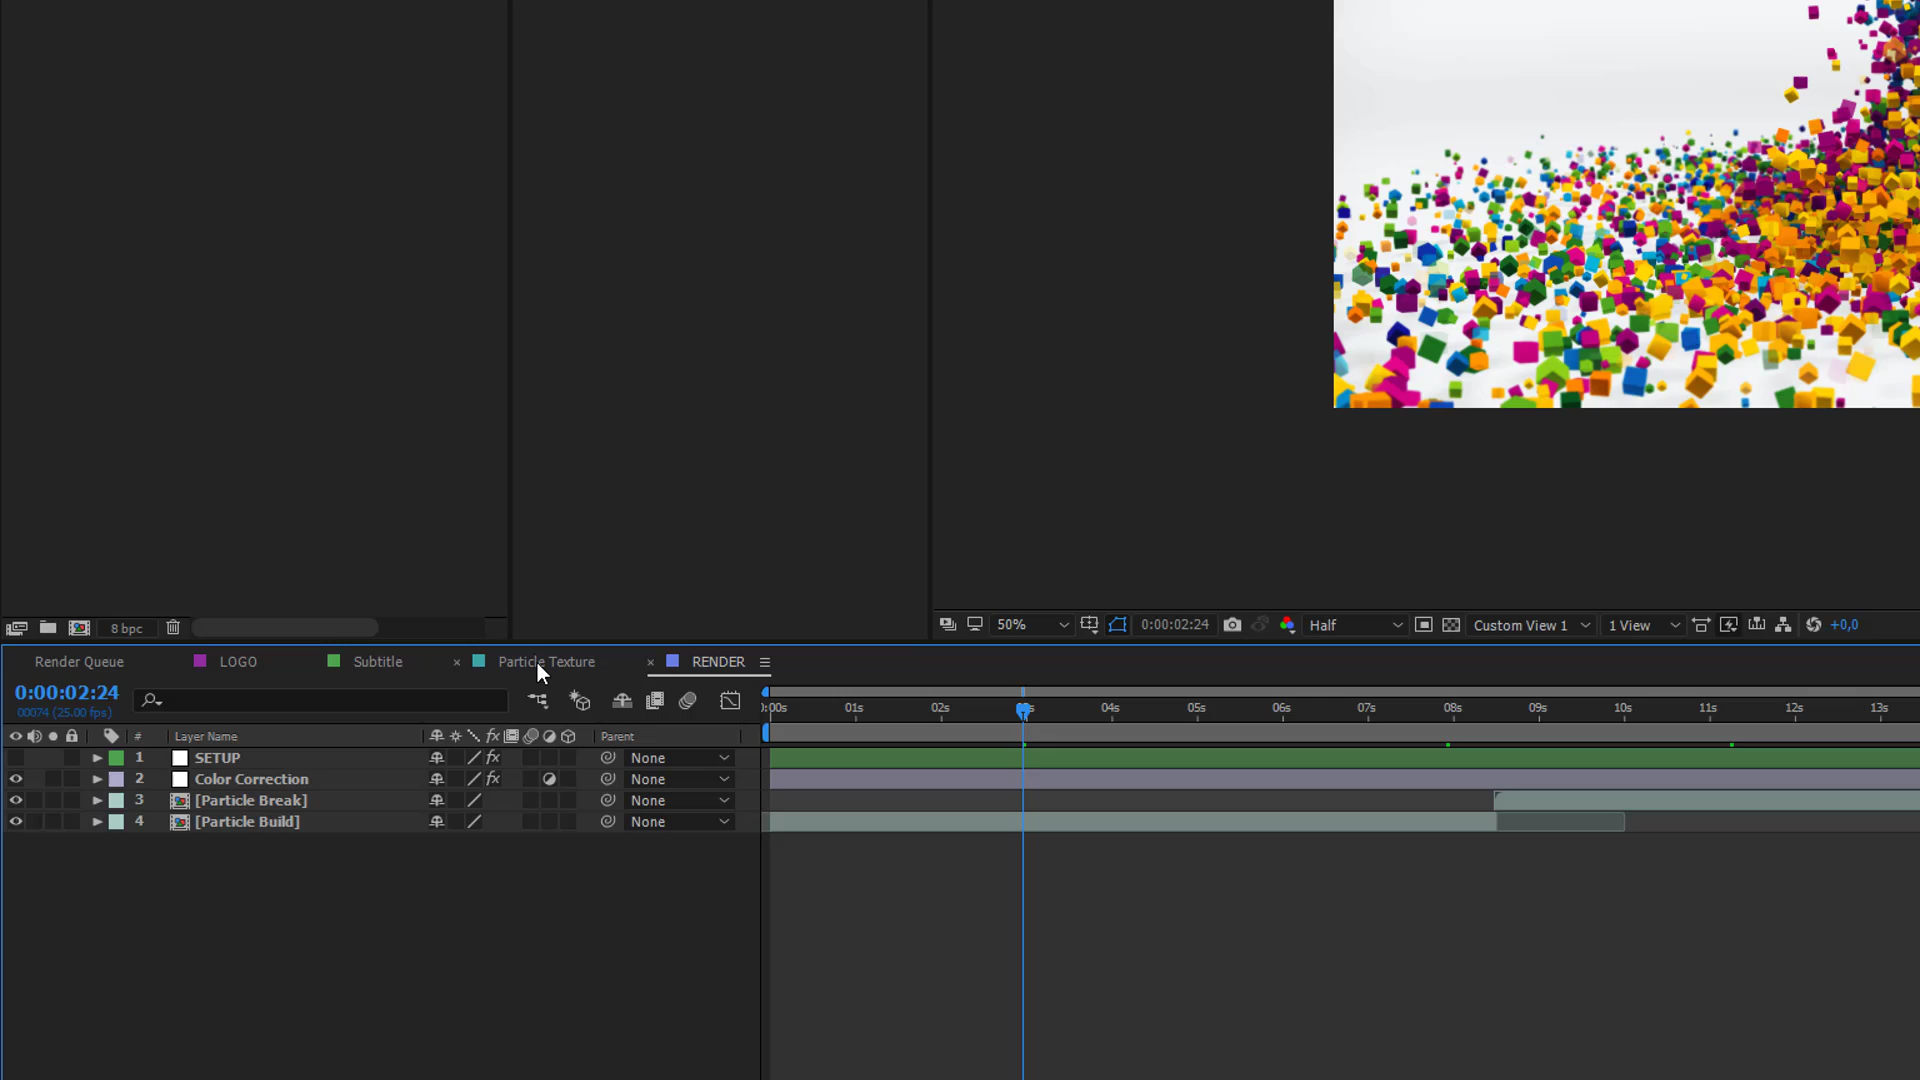 8 bpc
50%
0:00:02:24
Half
Custom View 1
1 View
+0,0
Render Queue
LOGO
Subtitle
Particle Texture
RENDER
0:00:02:24
00074 (25.00 fps)
:00s 01s 02s 04s 05s 06s 07s 08s 09s 10s 11s 12s 13s
# Layer Name fx Parent
1 SETUP fx None
2 Color Correction fx None
3 [Particle Break] None
4 [Particle Build] None